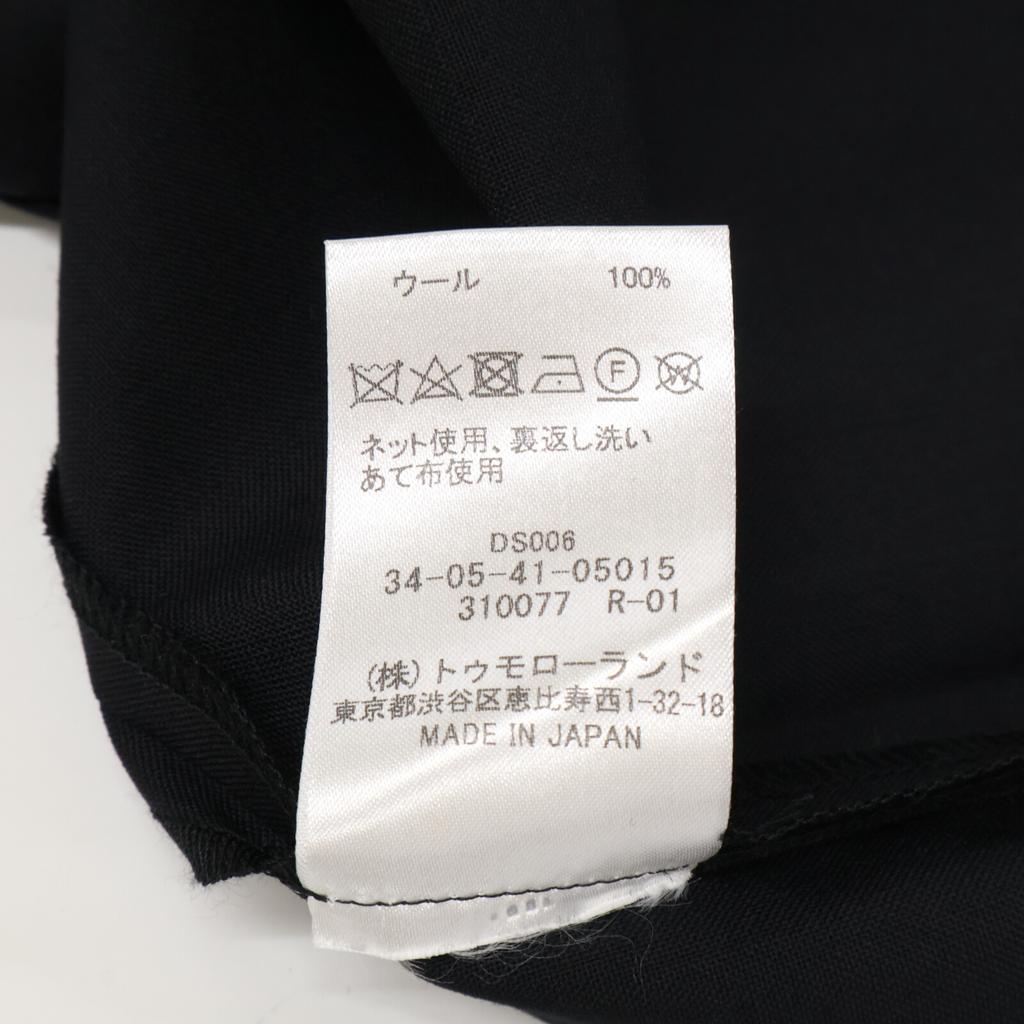 ウール 100%
F W
ネット使用、裏返し洗い
あて布使用
DS006
34-05-41-05015
310077 R-01
(株)トゥモローランド
東京都渋谷区恵比寿西1-32-18
MADE IN JAPAN